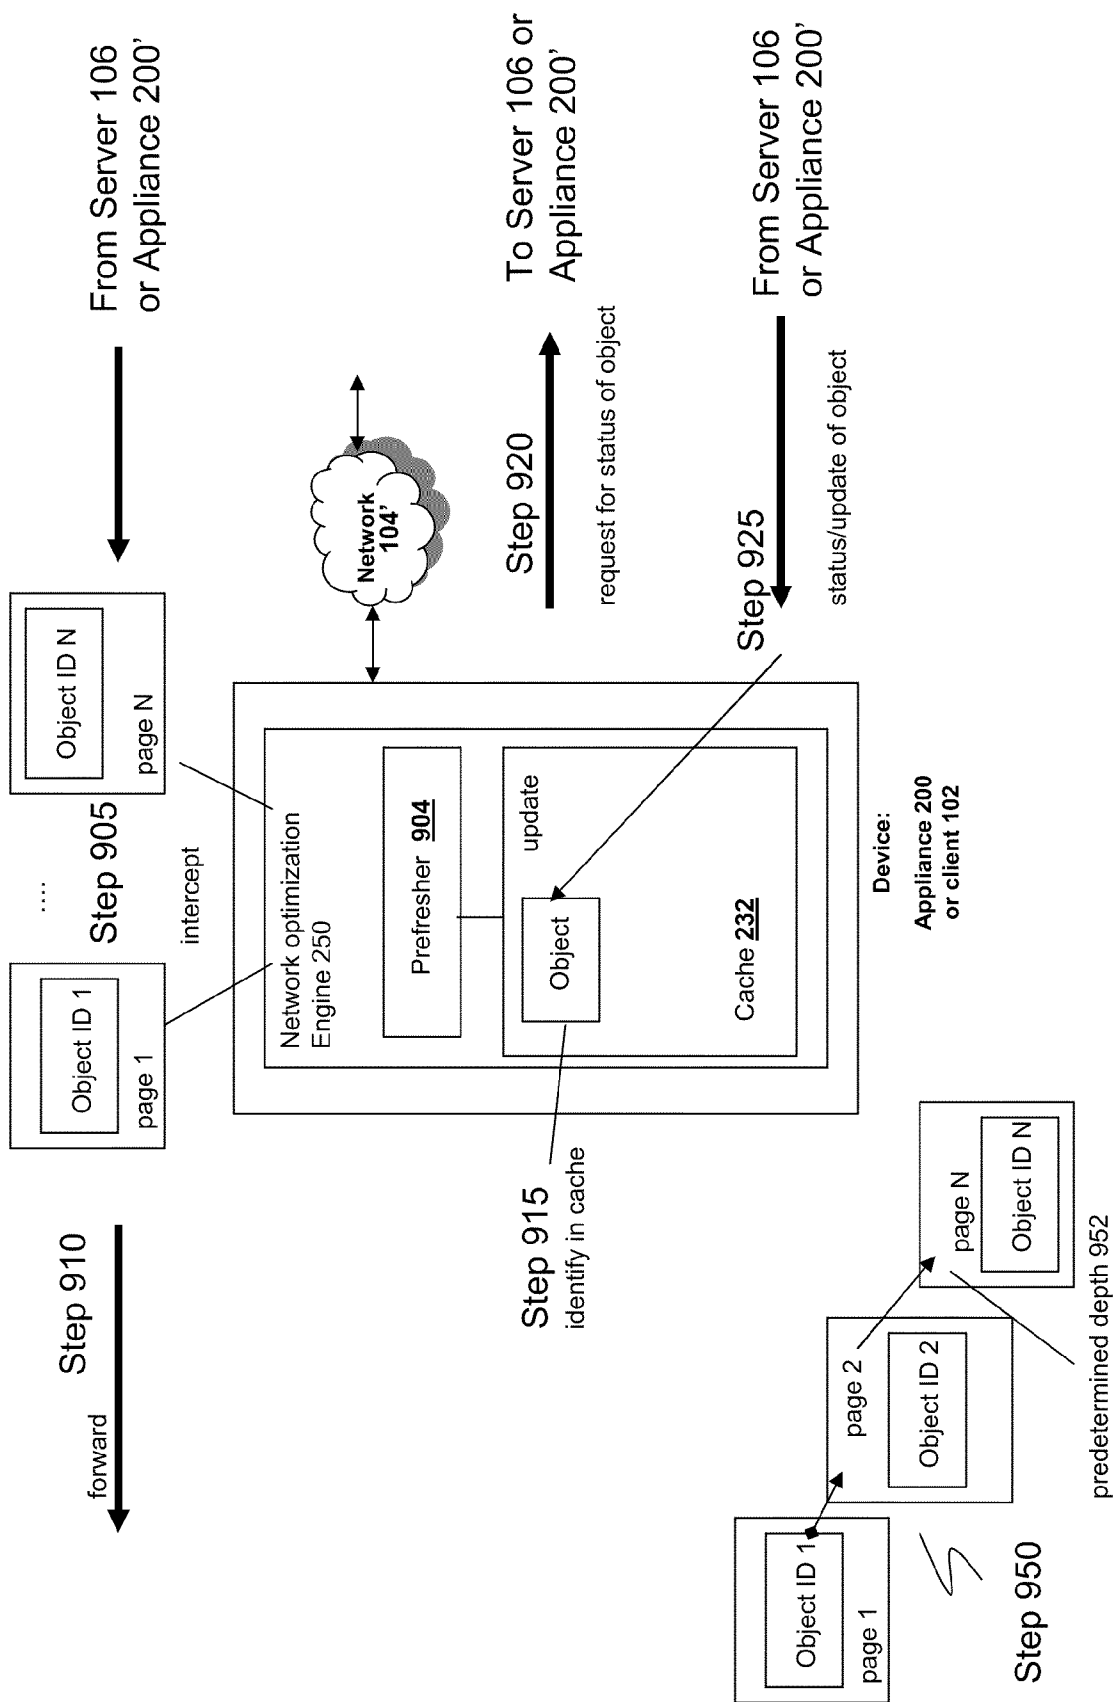 Object ID 1
page 1
....
Object ID N
page N
From Server 106
or Appliance 200’
Step 910
forward
Step 905
intercept
Network optimization
Engine 250
Prefresher 904
update
Object
Cache 232
Network
104’
Step 920
request for status of object
To Server 106 or
Appliance 200’
Step 915
identify in cache
Step 925
status/update of object
From Server 106
or Appliance 200’
Device:
Appliance 200
or client 102
Object ID 1
page 1
page 2
Object ID 2
page N
Object ID N
predetermined depth 952
Step 950